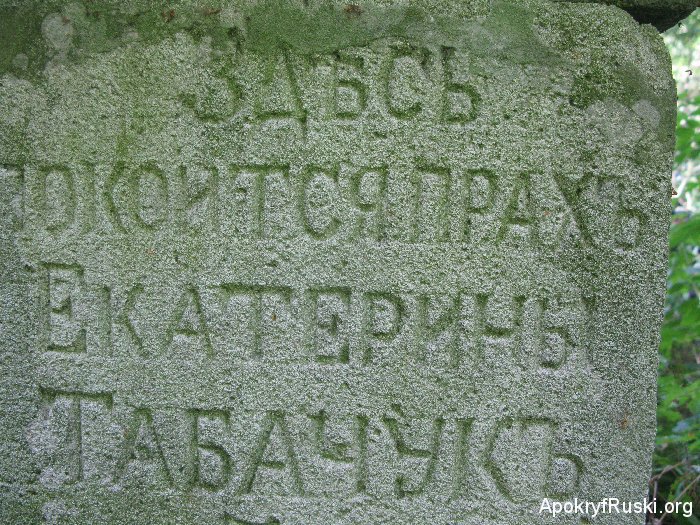 ЗДѢСЬ
ПОКОИТСЯ ПРАХЪ
ЕКАТЕРИНЫ
ТАБАЧУКЪ
ApokryfRuski.org